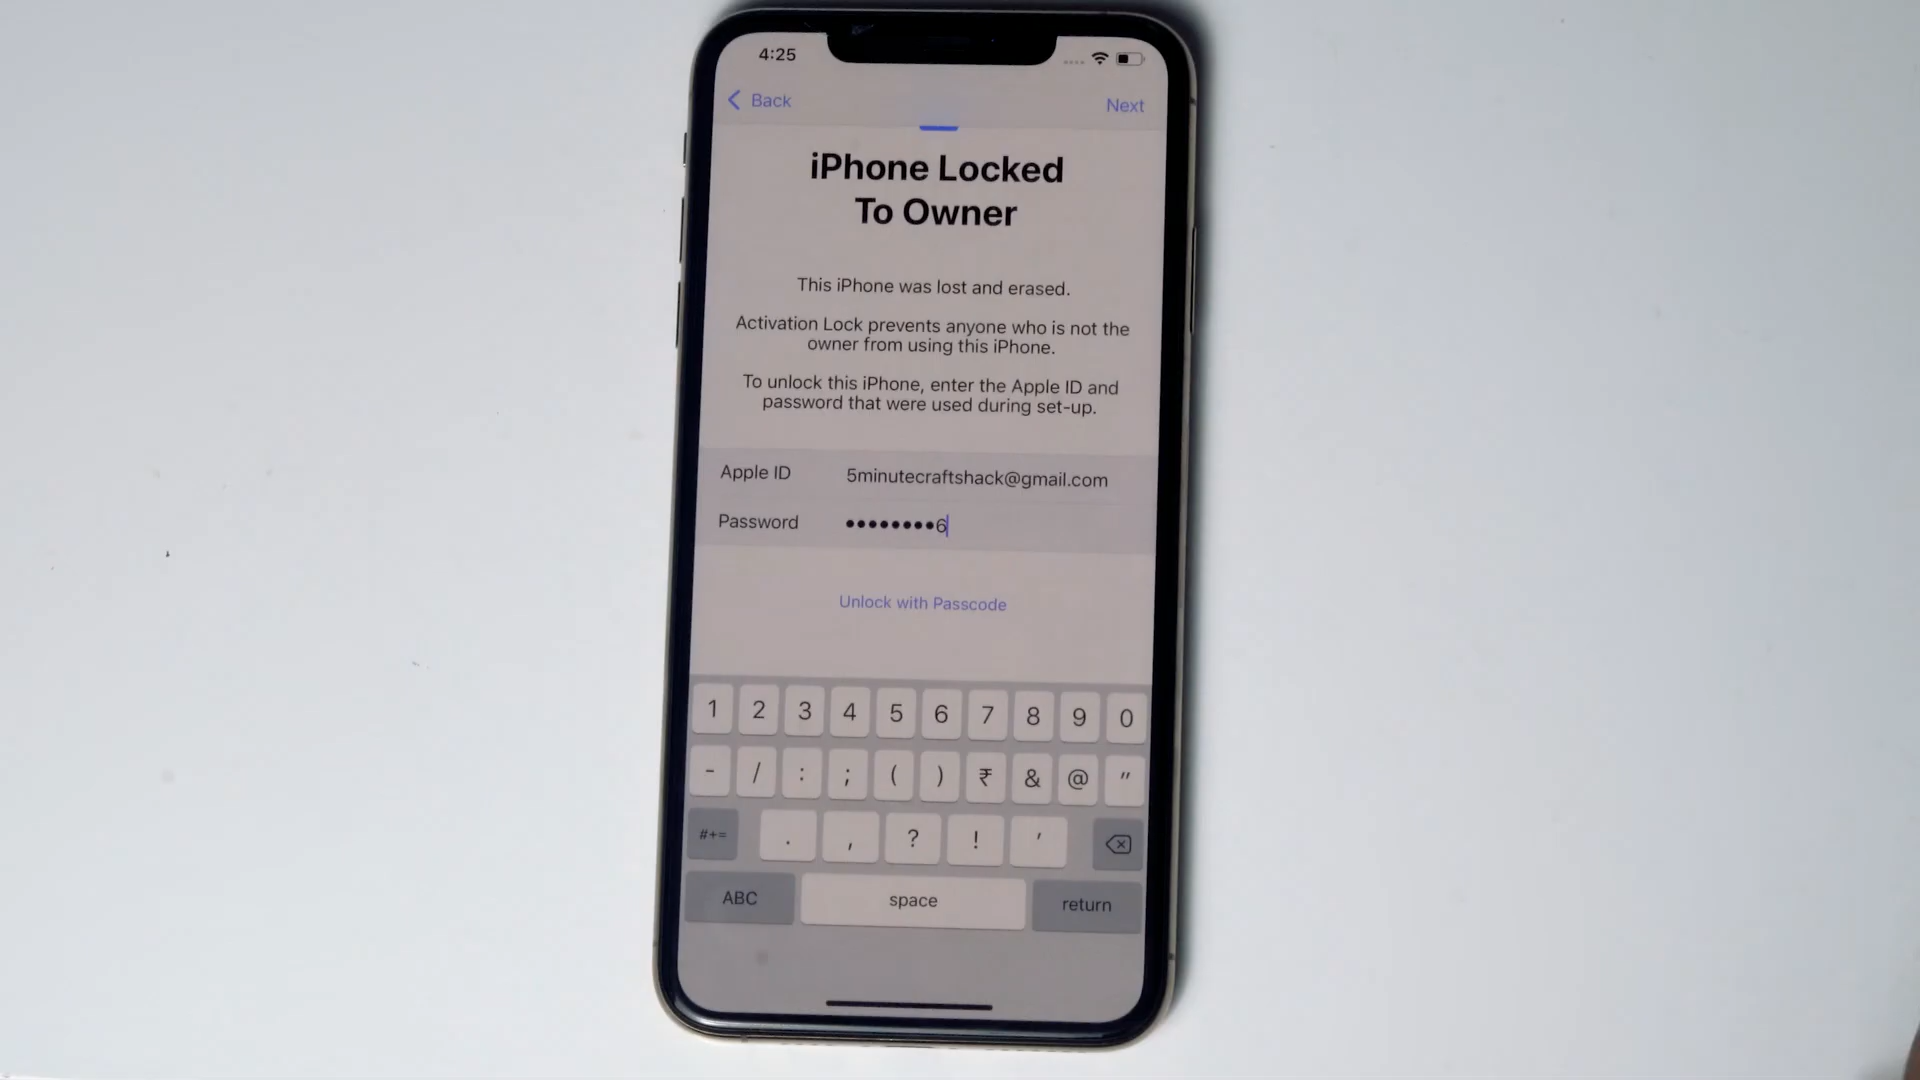 4:25
Back
Next
iPhone Locked
To Owner
This iPhone was lost and erased.
Activation Lock prevents anyone who is not the
owner from using this iPhone.
To unlock this iPhone, enter the Apple ID and
password that were used during set-up.
Apple ID 5minutecraftshack@gmail.com
Password ••••••••6
Unlock with Passcode
1 2 3 4 5 6 7 8 9 0
- / : ; ( ) ₹ & @ "
#+= . , ? ! '
ABC space return